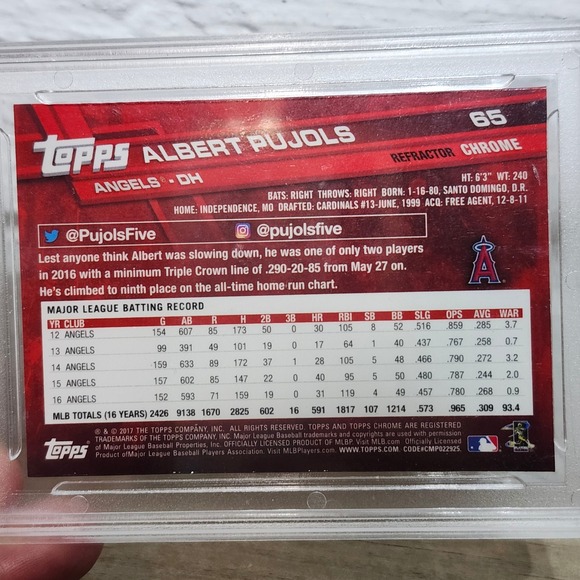 65
topps ALBERT PUJOLS
REFRACTOR CHROME
ANGELS® • DH
HT: 6'3" WT: 240
BATS: RIGHT THROWS: RIGHT BORN: 1-16-80, SANTO DOMINGO, D.R.
HOME: INDEPENDENCE, MO DRAFTED: CARDINALS #13-JUNE, 1999 ACQ: FREE AGENT, 12-8-11
@PujolsFive @pujolsfive
Lest anyone think Albert was slowing down, he was one of only two players
in 2016 with a minimum Triple Crown line of .290-20-85 from May 27 on.
He's climbed to ninth place on the all-time home run chart.
A
MAJOR LEAGUE BATTING RECORD
YR CLUB G AB R H 2B 3B HR RBI SB BB SLG OPS AVG WAR
12 ANGELS 154 607 85 173 50 0 30 105 8 52 .516 .859 .285 3.7
13 ANGELS 99 391 49 101 19 0 17 64 1 40 .437 .767 .258 0.7
14 ANGELS 159 633 89 172 37 1 28 105 5 48 .466 .790 .272 3.2
15 ANGELS 157 602 85 147 22 0 40 95 5 50 .480 .787 .244 2.0
16 ANGELS 152 593 71 159 19 0 31 119 4 49 .457 .780 .268 0.9
MLB TOTALS (16 YEARS) 2426 9138 1670 2825 602 16 591 1817 107 1214 .573 .965 .309 93.4
® & © 2017 THE TOPPS COMPANY, INC. ALL RIGHTS RESERVED. TOPPS AND TOPPS CHROME ARE REGISTERED
TRADEMARKS OF THE TOPPS COMPANY, INC. Major League Baseball trademarks and copyrights are used with permission
of Major League Baseball Properties, Inc. OFFICIALLY LICENSED PRODUCT OF MLBP. Visit MLB.com. Officially Licensed
Product of Major League Baseball Players Association. Visit MLBPlayers.com. WWW.TOPPS.COM. CODE#CMP022925.
topps